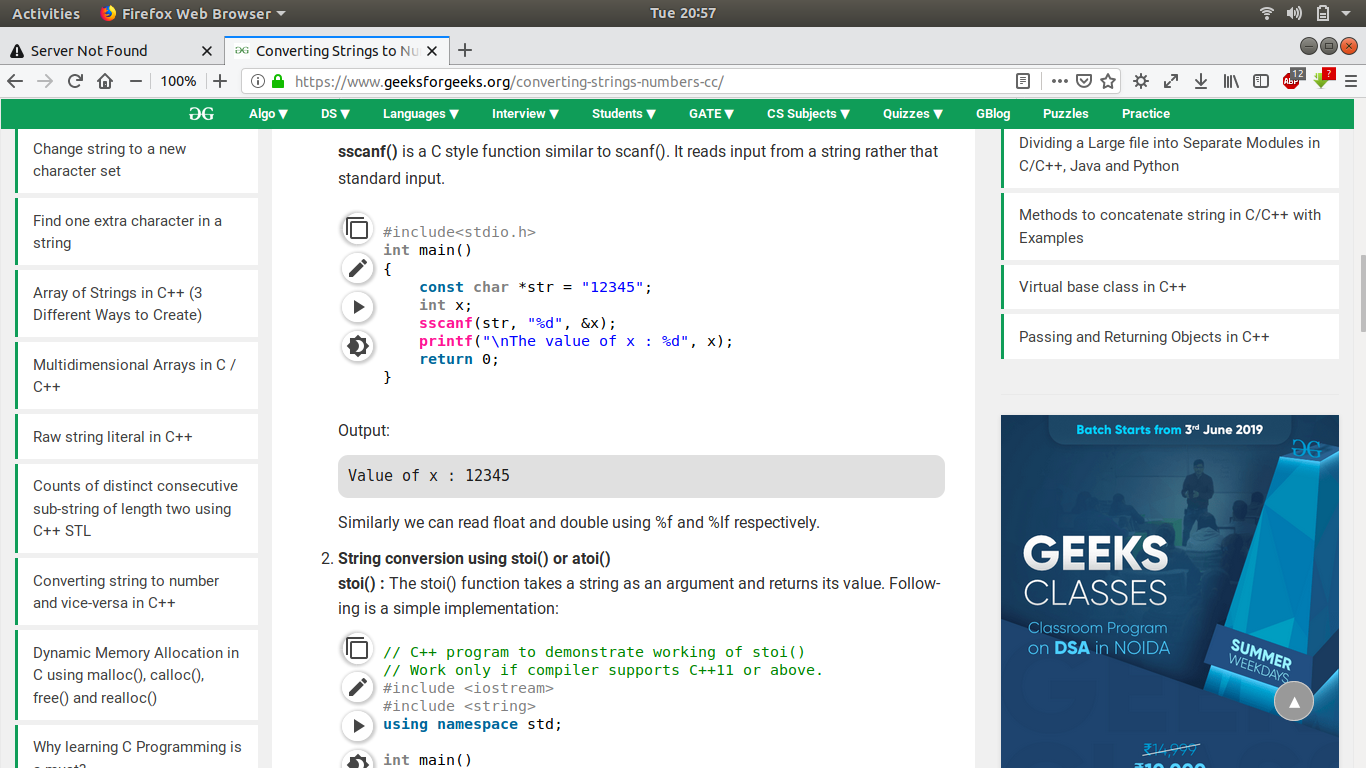 Activities Firefox Web Browser Tue 20:57
Server Not Found
Converting Strings to Nu
100%
https://www.geeksforgeeks.org/converting-strings-numbers-cc/
ABP 12 ?
GG Algo ▼ DS ▼ Languages ▼ Interview ▼ Students ▼ GATE ▼ CS Subjects ▼ Quizzes ▼ GBlog Puzzles Practice
Change string to a new
character set
Find one extra character in a
string
Array of Strings in C++ (3
Different Ways to Create)
Multidimensional Arrays in C /
C++
Raw string literal in C++
Counts of distinct consecutive
sub-string of length two using
C++ STL
Converting string to number
and vice-versa in C++
Dynamic Memory Allocation in
C using malloc(), calloc(),
free() and realloc()
Why learning C Programming is
sscanf() is a C style function similar to scanf(). It reads input from a string rather that
standard input.
#include<stdio.h>
int main()
{
    const char *str = "12345";
    int x;
    sscanf(str, "%d", &x);
    printf("\nThe value of x : %d", x);
    return 0;
}
Output:
Value of x : 12345
Similarly we can read float and double using %f and %lf respectively.
2. String conversion using stoi() or atoi()
stoi() : The stoi() function takes a string as an argument and returns its value. Follow-
ing is a simple implementation:
// C++ program to demonstrate working of stoi()
// Work only if compiler supports C++11 or above.
#include <iostream>
#include <string>
using namespace std;
int main()
Dividing a Large file into Separate Modules in
C/C++, Java and Python
Methods to concatenate string in C/C++ with
Examples
Virtual base class in C++
Passing and Returning Objects in C++
Batch Starts from 3rd June 2019
GG
GEEKS
CLASSES
Classroom Program
on DSA in NOIDA
SUMMER
WEEKDAYS
₹14,999